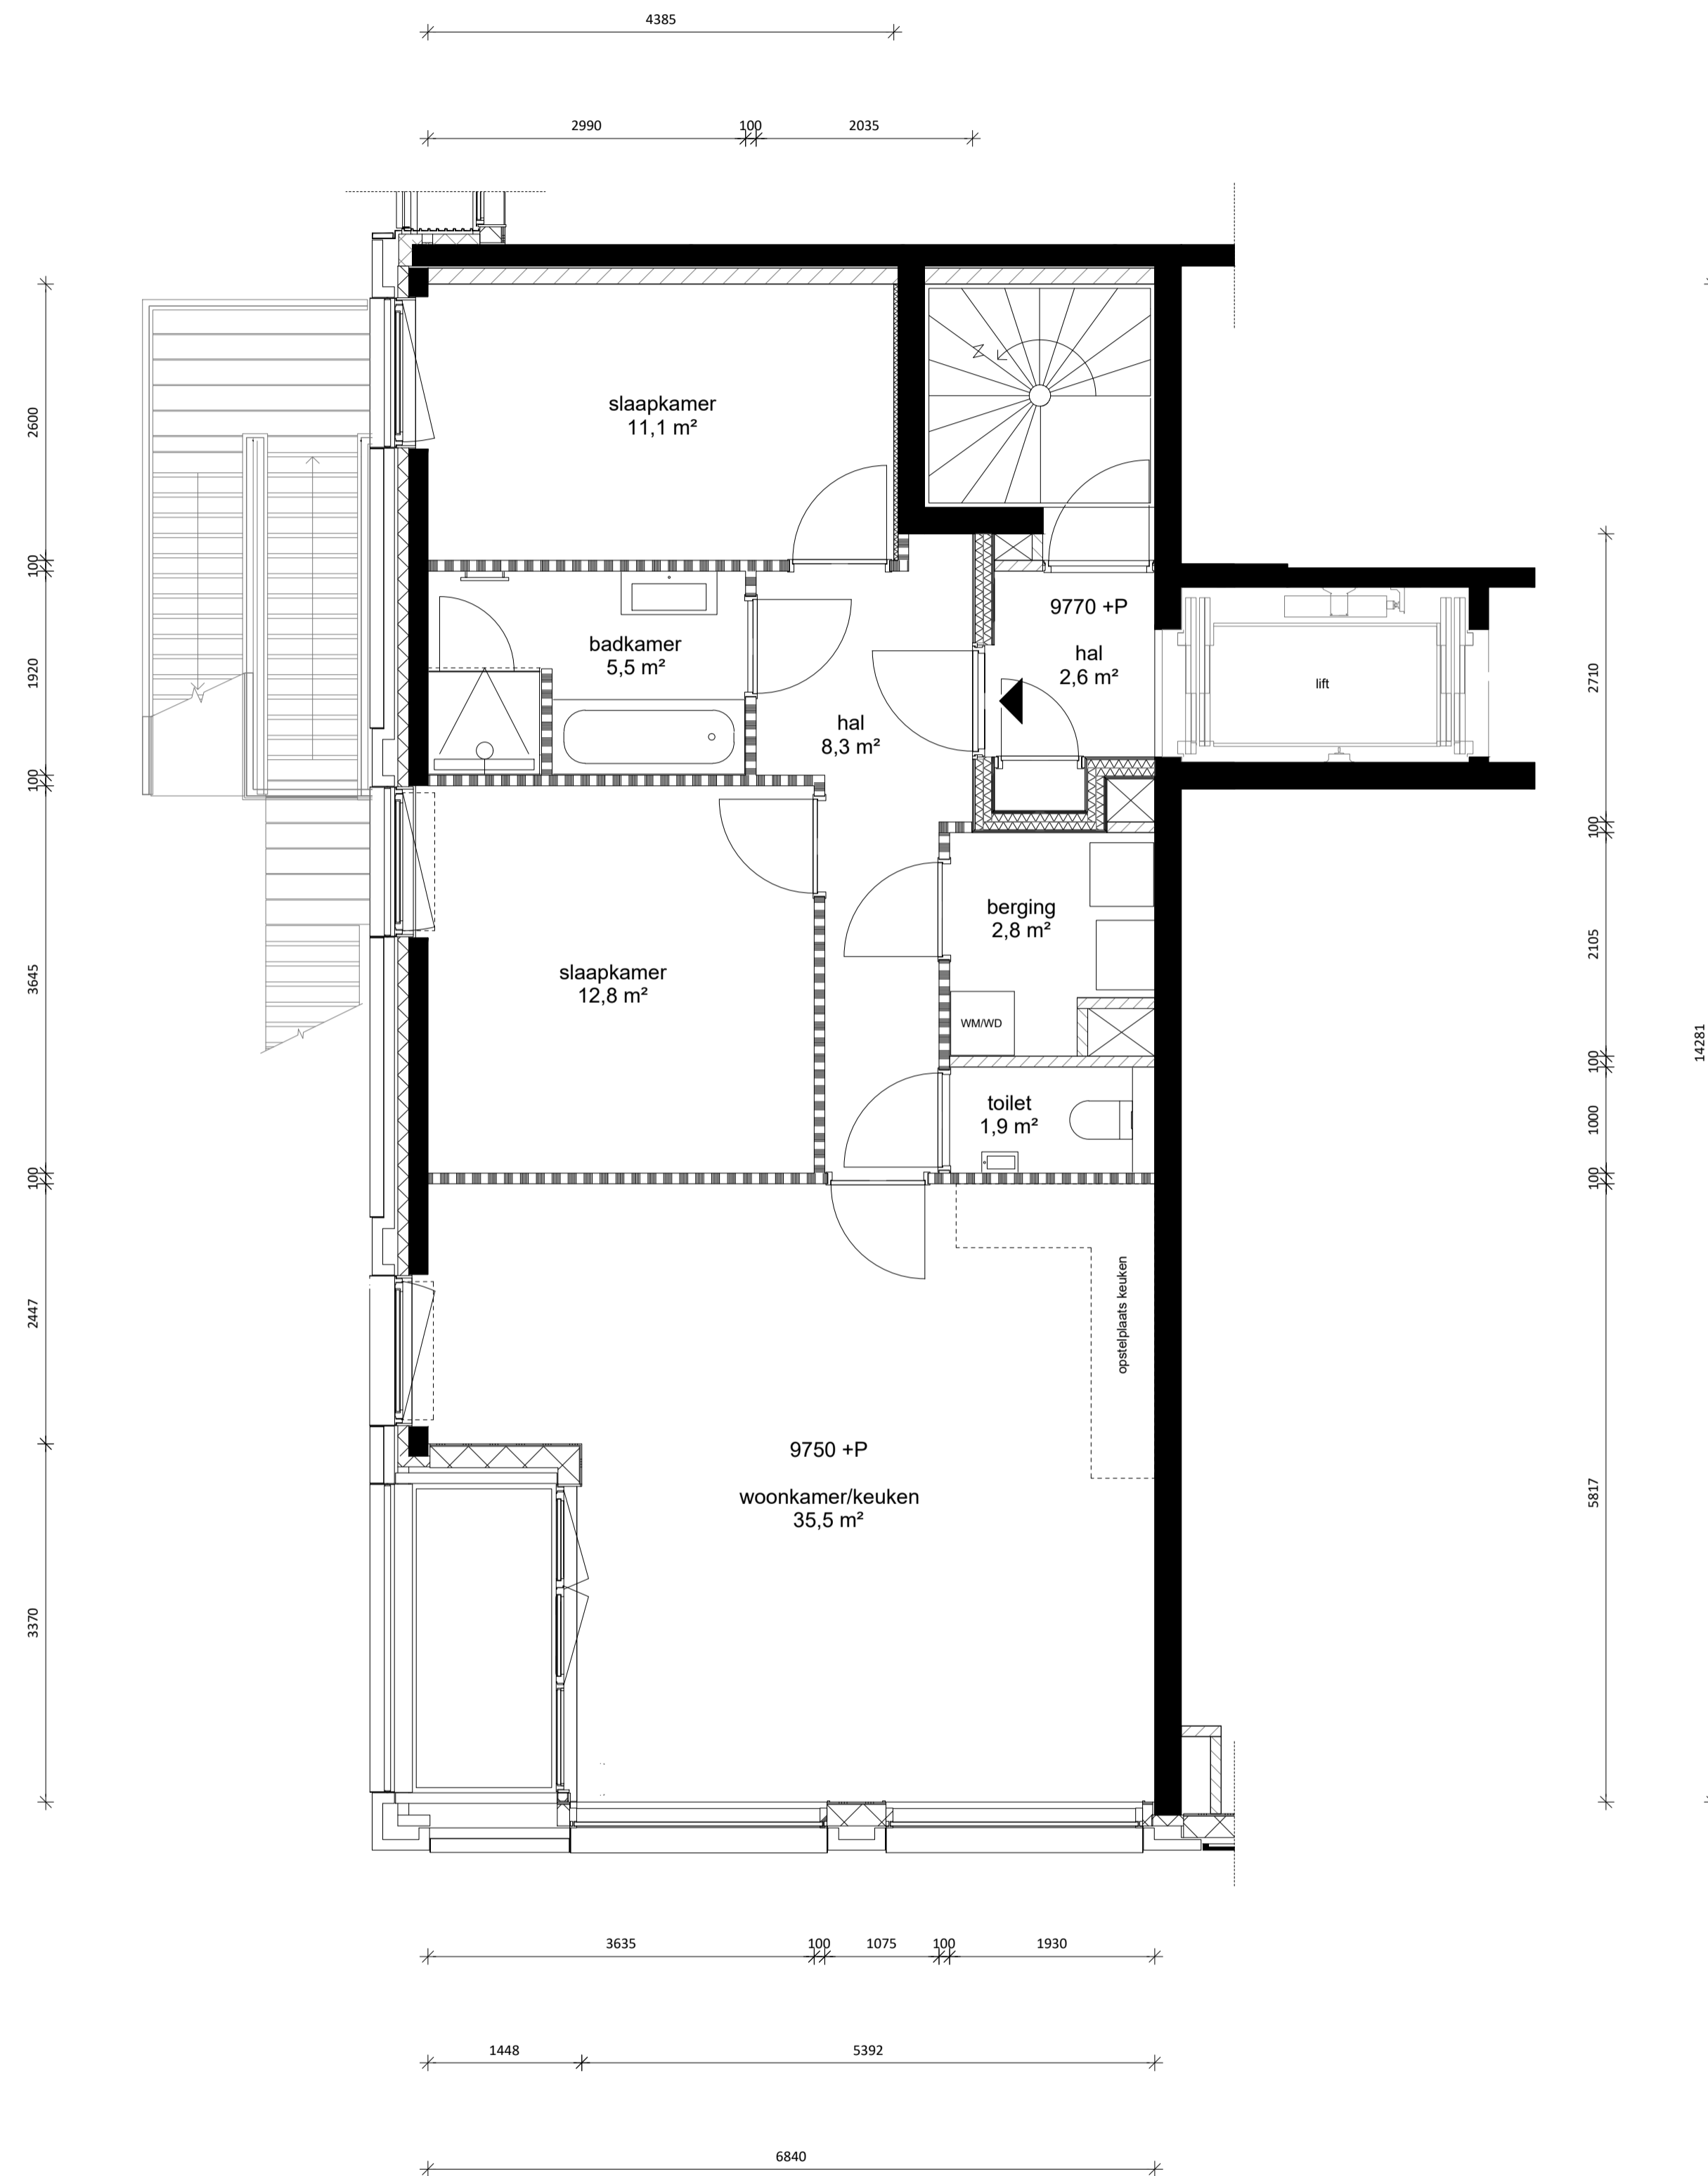 4385
2990
100
2035
slaapkamer
11,1 m²
2600
100
9770 +P
badkamer
5,5 m²
hal
2,6 m²
lift
1920
2710
hal
8,3 m²
100
100
berging
2,8 m²
2105
slaapkamer
12,8 m²
3645
WM/WD
14281
100
toilet
1,9 m²
1000
100
100
opstelplaats keuken
2447
9750 +P
woonkamer/keuken
35,5 m²
5817
3370
3635
100
1075
100
1930
1448
5392
6840